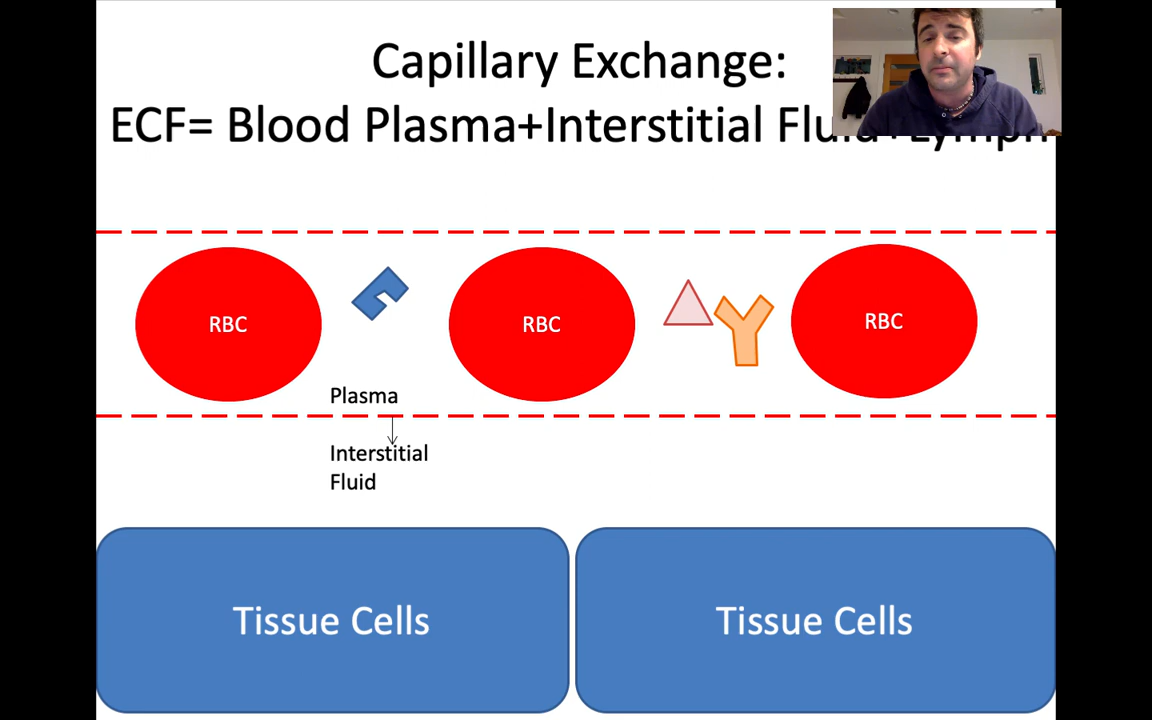 Capillary Exchange:
ECF= Blood Plasma+Interstitial Fluid+Lymph
RBC
RBC
RBC
Plasma
Interstitial
Fluid
Tissue Cells
Tissue Cells